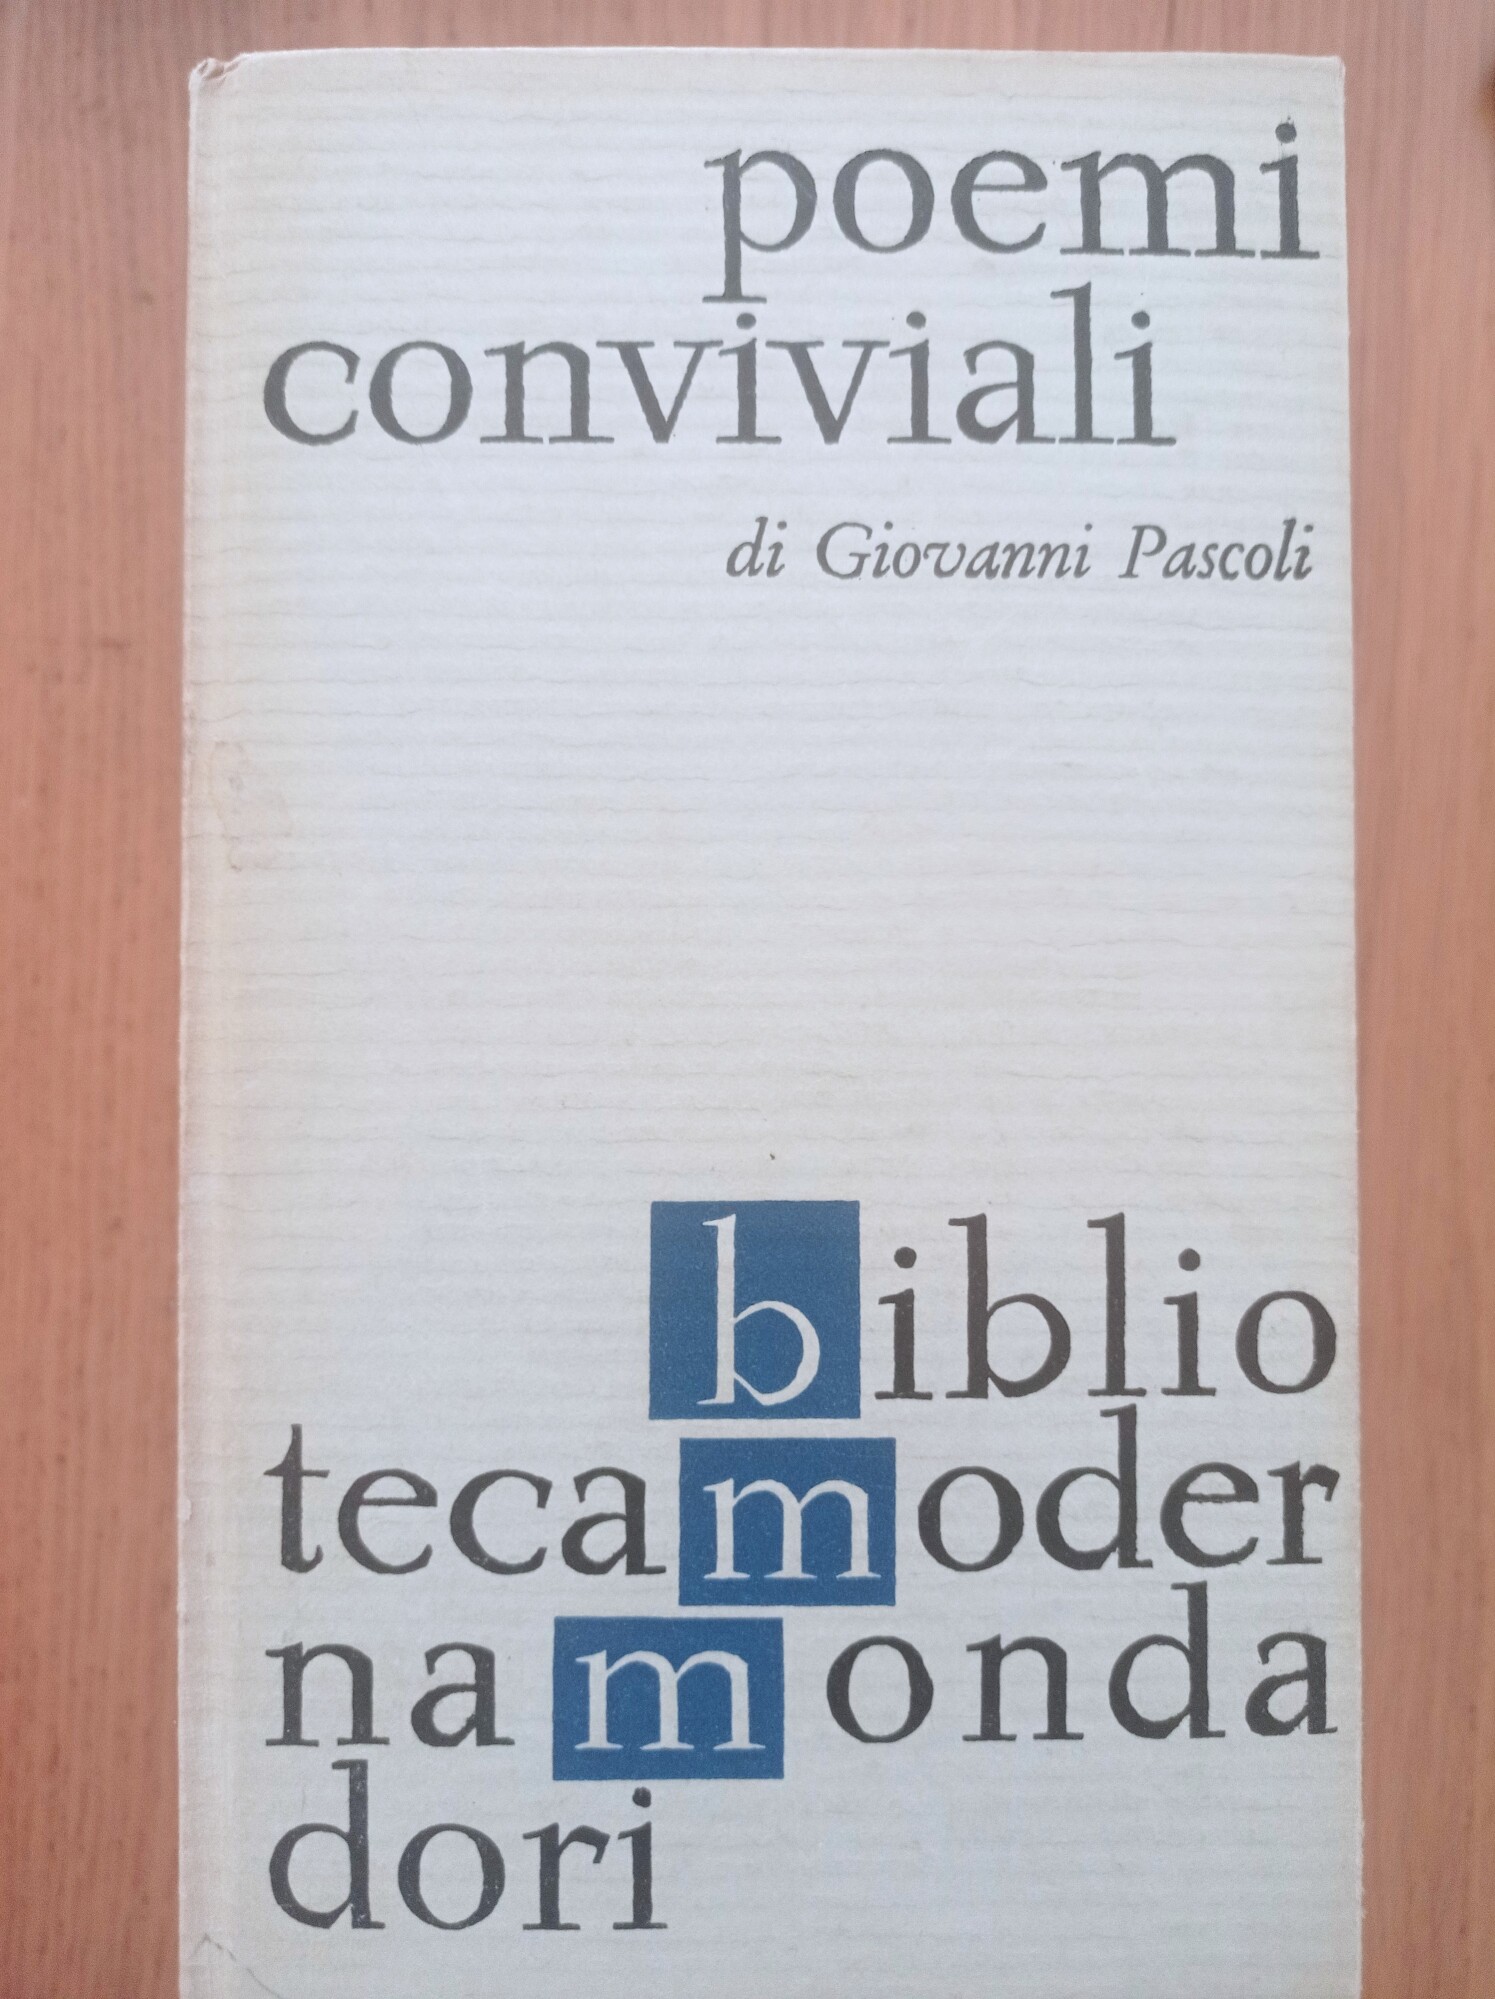 poemi
conviviali
di Giovanni Pascoli
biblio
tecamoder
namonda
dori